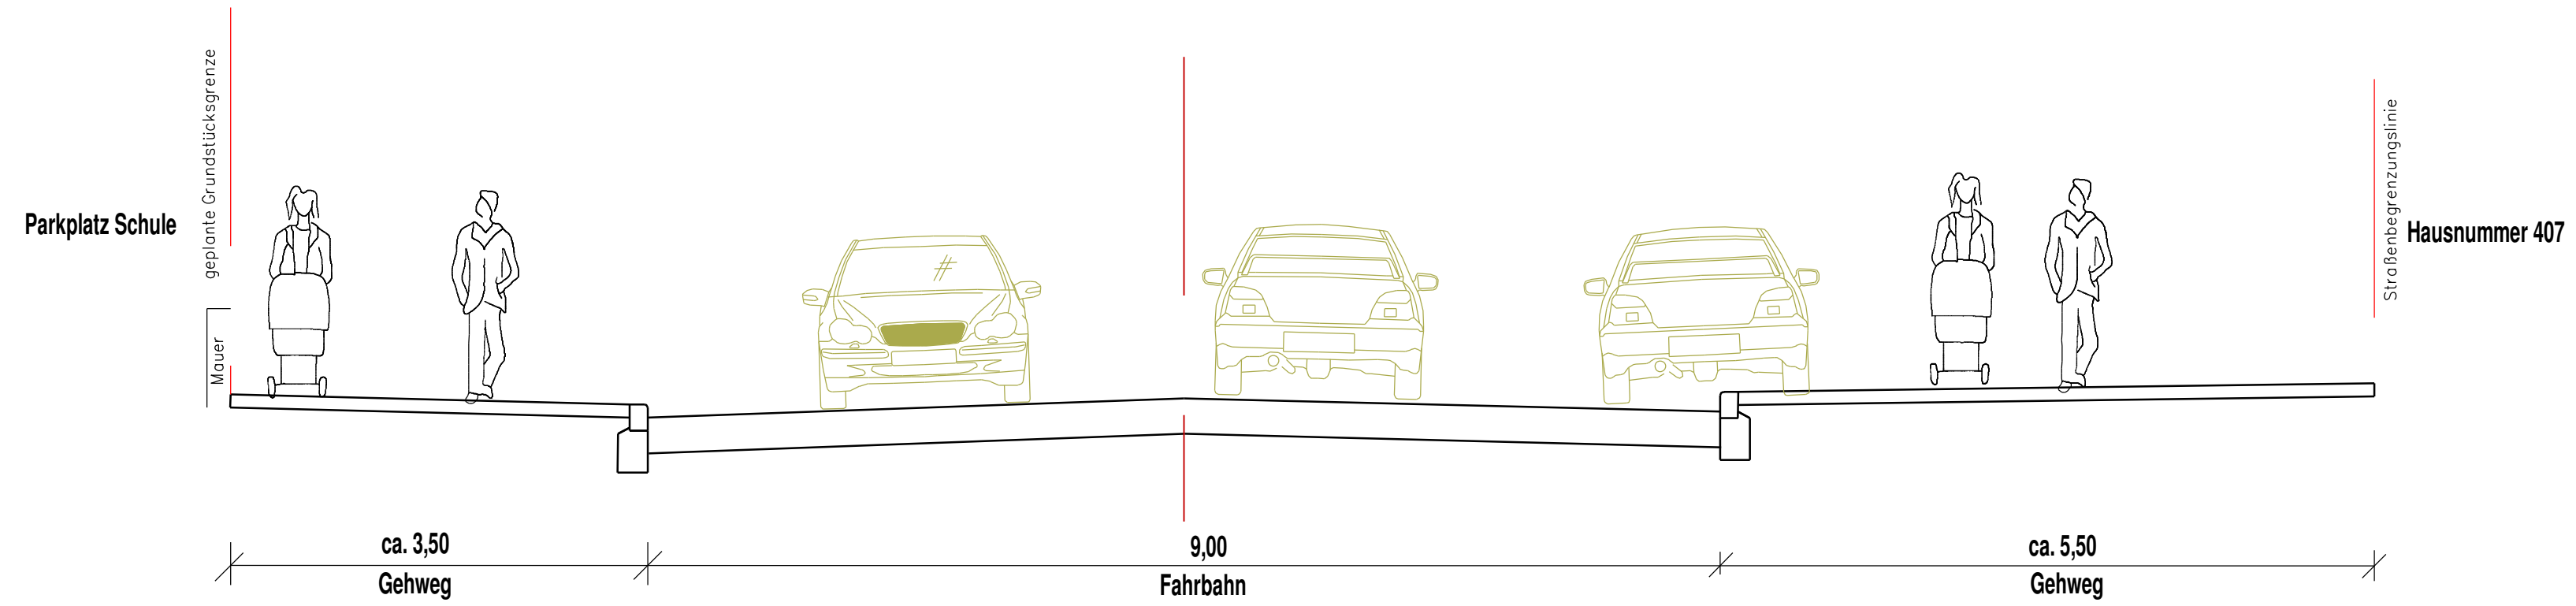 geplante Grundstücksgrenze
Parkplatz Schule
Mauer
Straßenbegrenzungslinie
Hausnummer 407
ca. 3,50
Gehweg
9,00
Fahrbahn
ca. 5,50
Gehweg